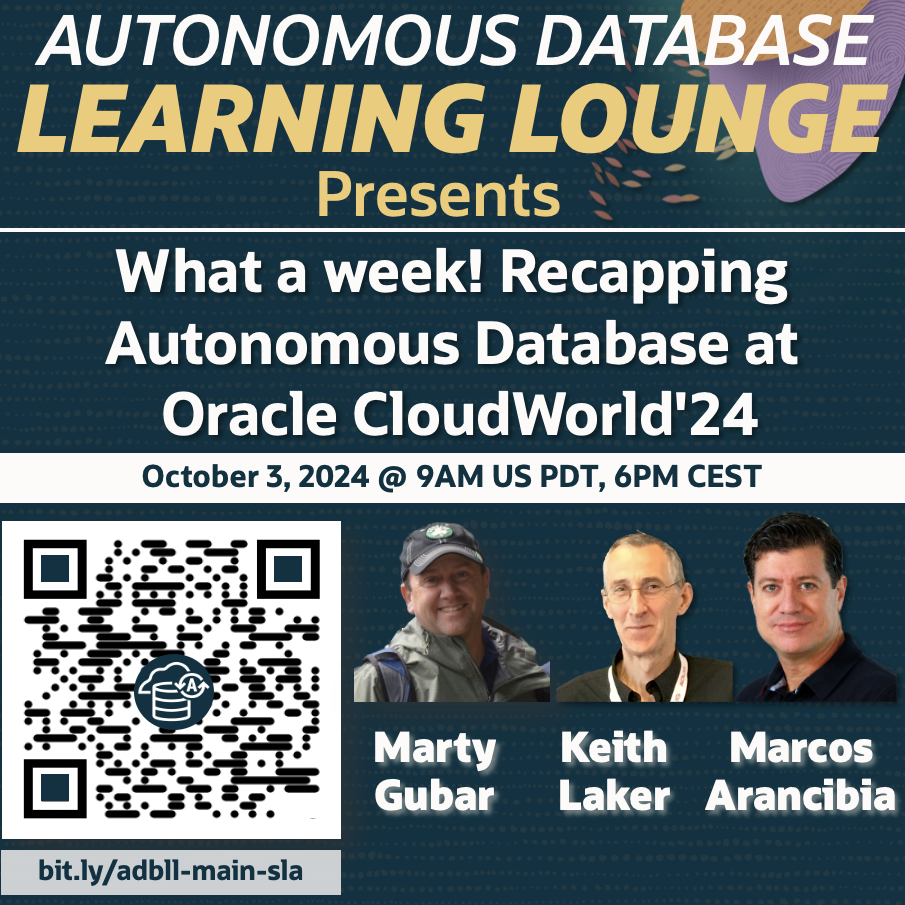 AUTONOMOUS DATABASE
LEARNING LOUNGE
Presents
What a week! Recapping
Autonomous Database at
Oracle CloudWorld'24
October 3, 2024 @ 9AM US PDT, 6PM CEST
A
Marty
Gubar
Keith
Laker
Marcos
Arancibia
bit.ly/adbll-main-sla